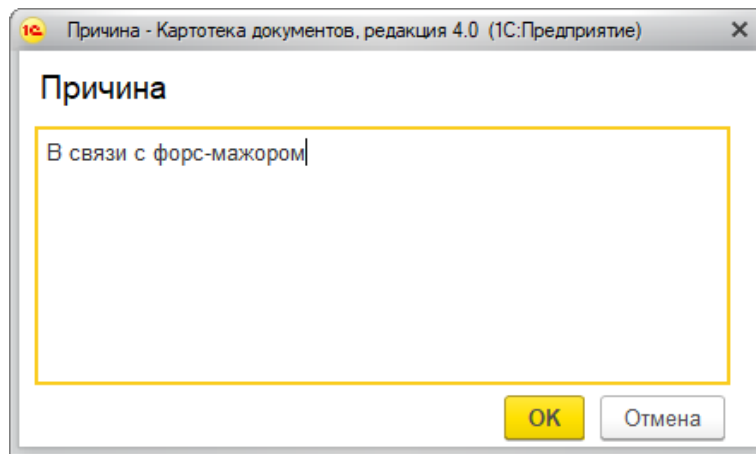 1С Причина - Картотека документов, редакция 4.0 (1С:Предприятие)
Причина
В связи с форс-мажором
ОК Отмена